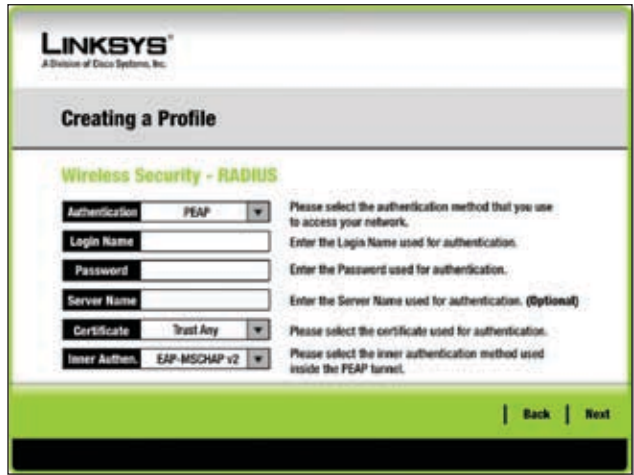 LINKSYS®
A Division of Cisco Systems, Inc.
Creating a Profile
Wireless Security - RADIUS
Authentication PEAP Please select the authentication method that you use
to access your network.
Login Name Enter the Login Name used for authentication.
Password Enter the Password used for authentication.
Server Name Enter the Server Name used for authentication. (Optional)
Certificate Trust Any Please select the certificate used for authentication.
Inner Authen. EAP-MSCHAP v2 Please select the inner authentication method used
inside the PEAP tunnel.
Back Next